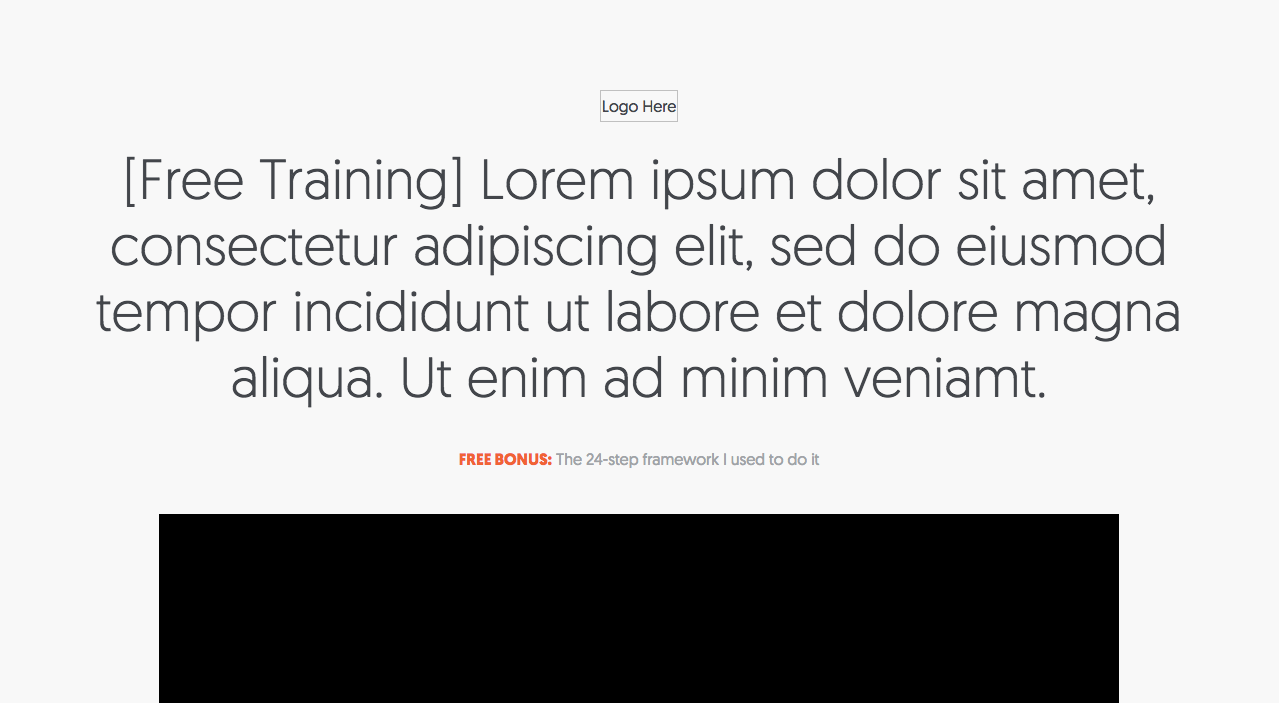 Logo Here
[Free Training] Lorem ipsum dolor sit amet,
consectetur adipiscing elit, sed do eiusmod
tempor incididunt ut labore et dolore magna
aliqua. Ut enim ad minim veniamt.
FREE BONUS: The 24-step framework I used to do it